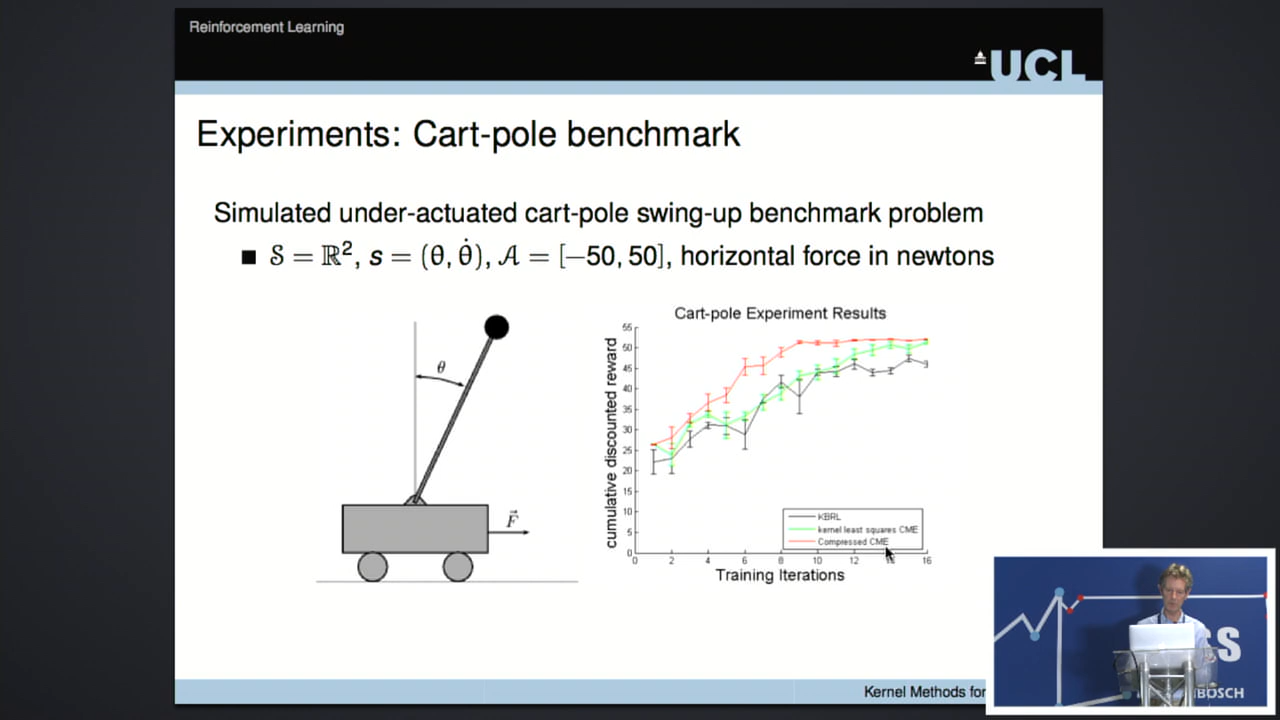 Reinforcement Learning
UCL
Experiments: Cart-pole benchmark
Simulated under-actuated cart-pole swing-up benchmark problem
■ 𝒮 = ℝ², s = (θ, θ̇), 𝒜 = [−50, 50], horizontal force in newtons
θ
F⃗
Cart-pole Experiment Results
cumulative discounted reward
55
50
45
40
35
30
25
20
15
10
5
0
KBRL
kernel least squares CME
Compressed CME
0 2 4 6 8 10 12 16
Training Iterations
Kernel Methods for
SS
BOSCH